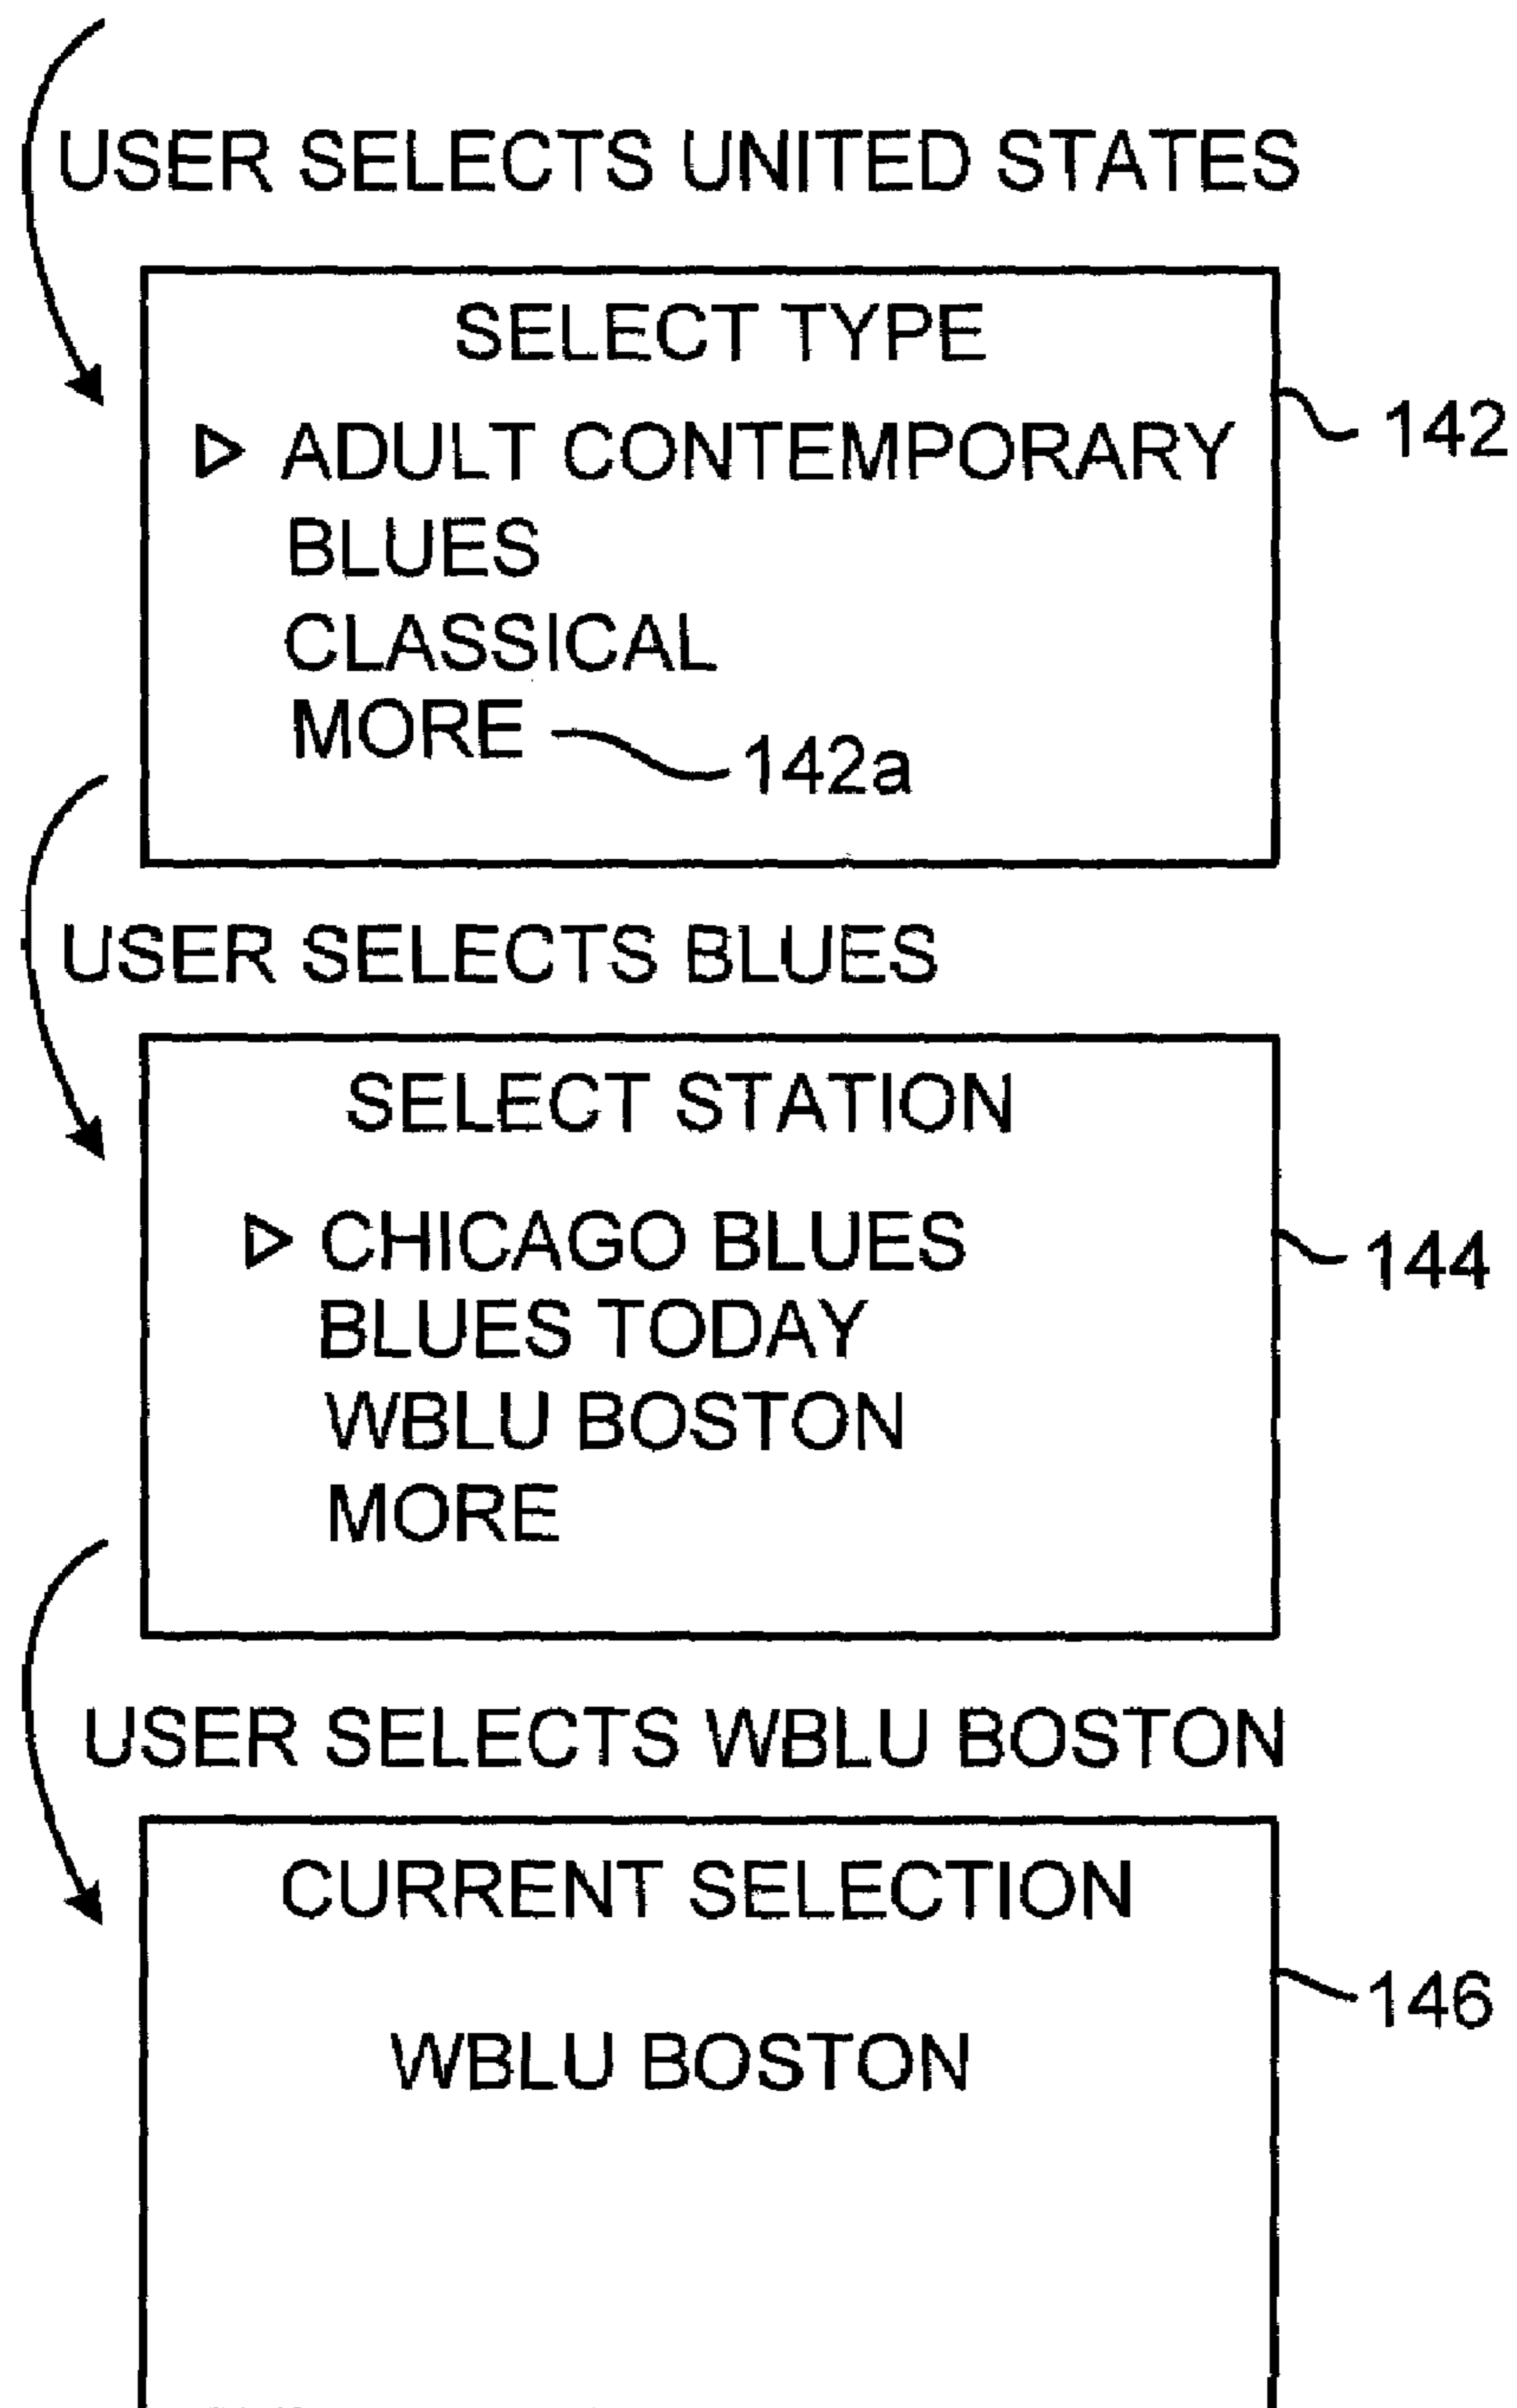 USER SELECTS UNITED STATES
SELECT TYPE
ADULT CONTEMPORARY
142
BLUES
CLASSICAL
MORE
142a
USER SELECTS BLUES
SELECT STATION
CHICAGO BLUES
144
BLUES TODAY
WBLU BOSTON
MORE
USER SELECTS WBLU BOSTON
CURRENT SELECTION
146
WBLU BOSTON